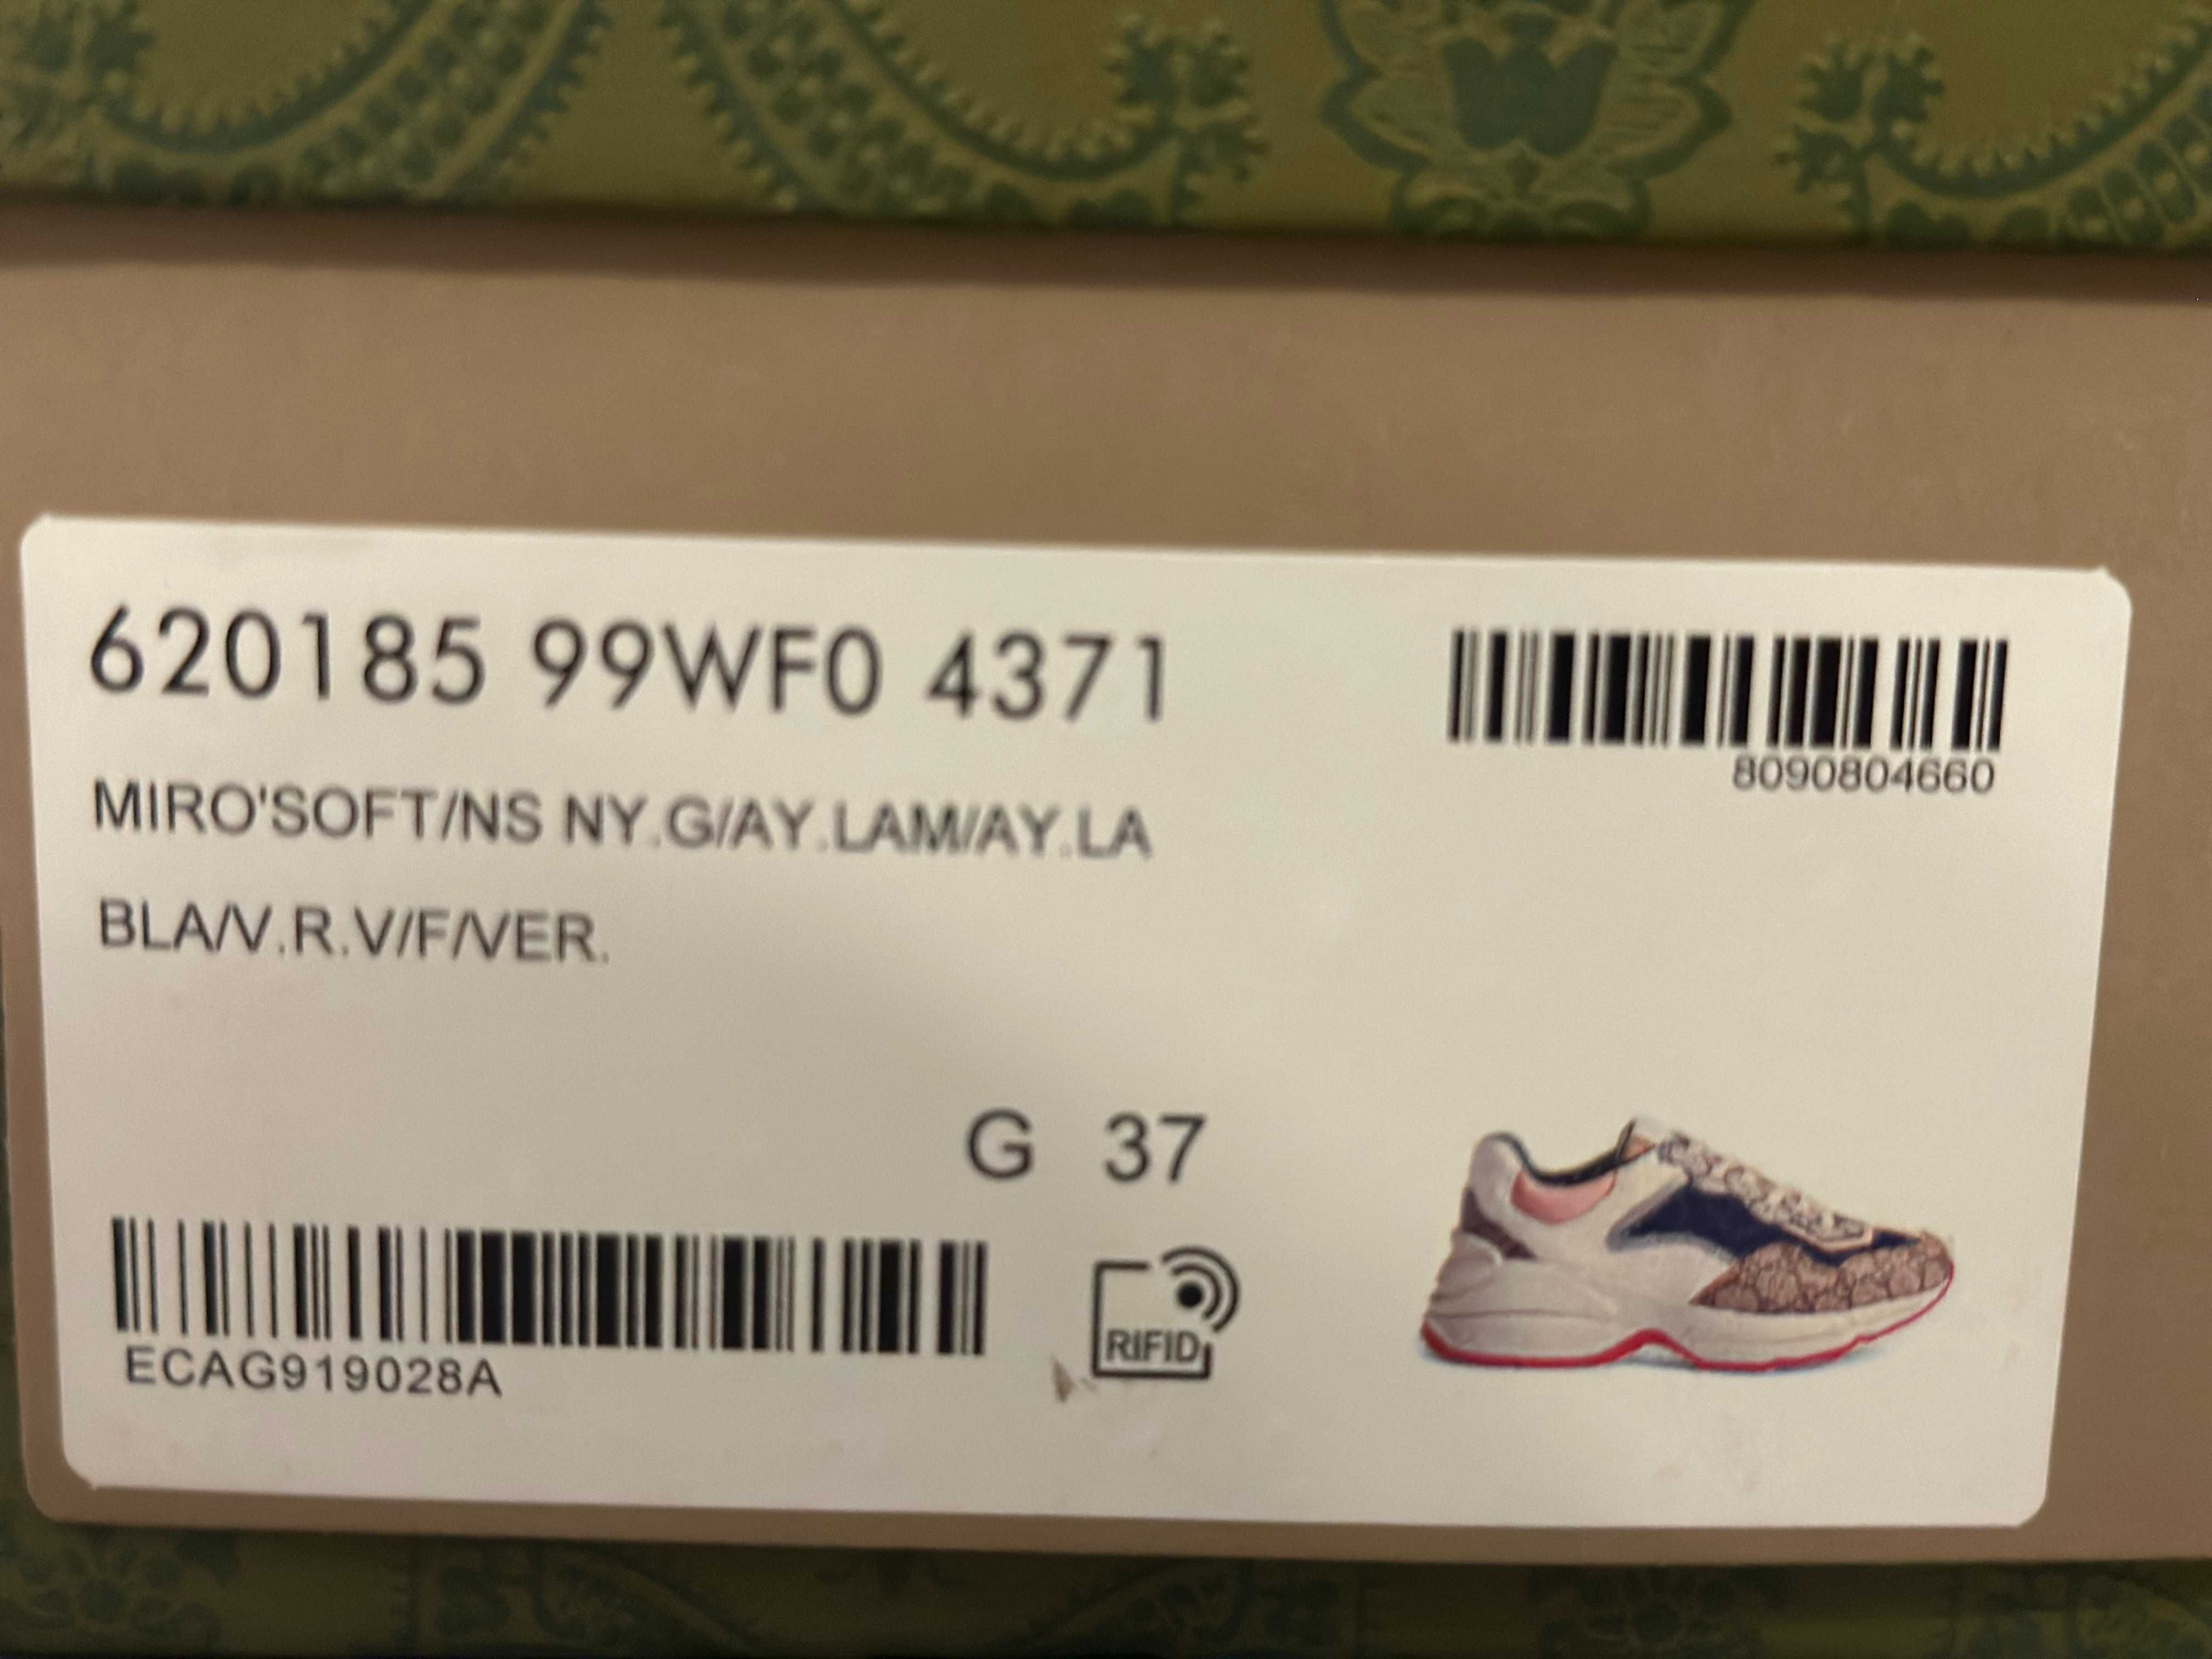 620185 99WF0 4371
8090804660
MIRO'SOFT/NS NY.G/AY.LAM/AY.LA
BLA/V.R.V/F/VER.
G 37
RIFID
ECAG919028A